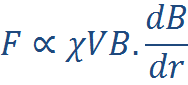 F ∝ χVB. dB/dr